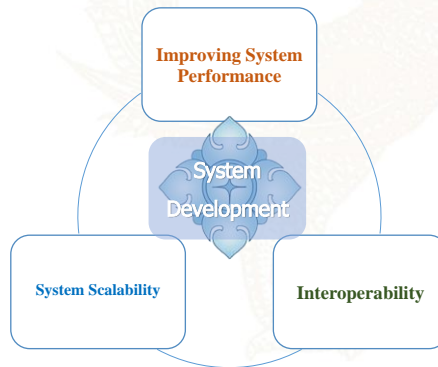 Improving System
Performance
System
Development
System Scalability
Interoperability